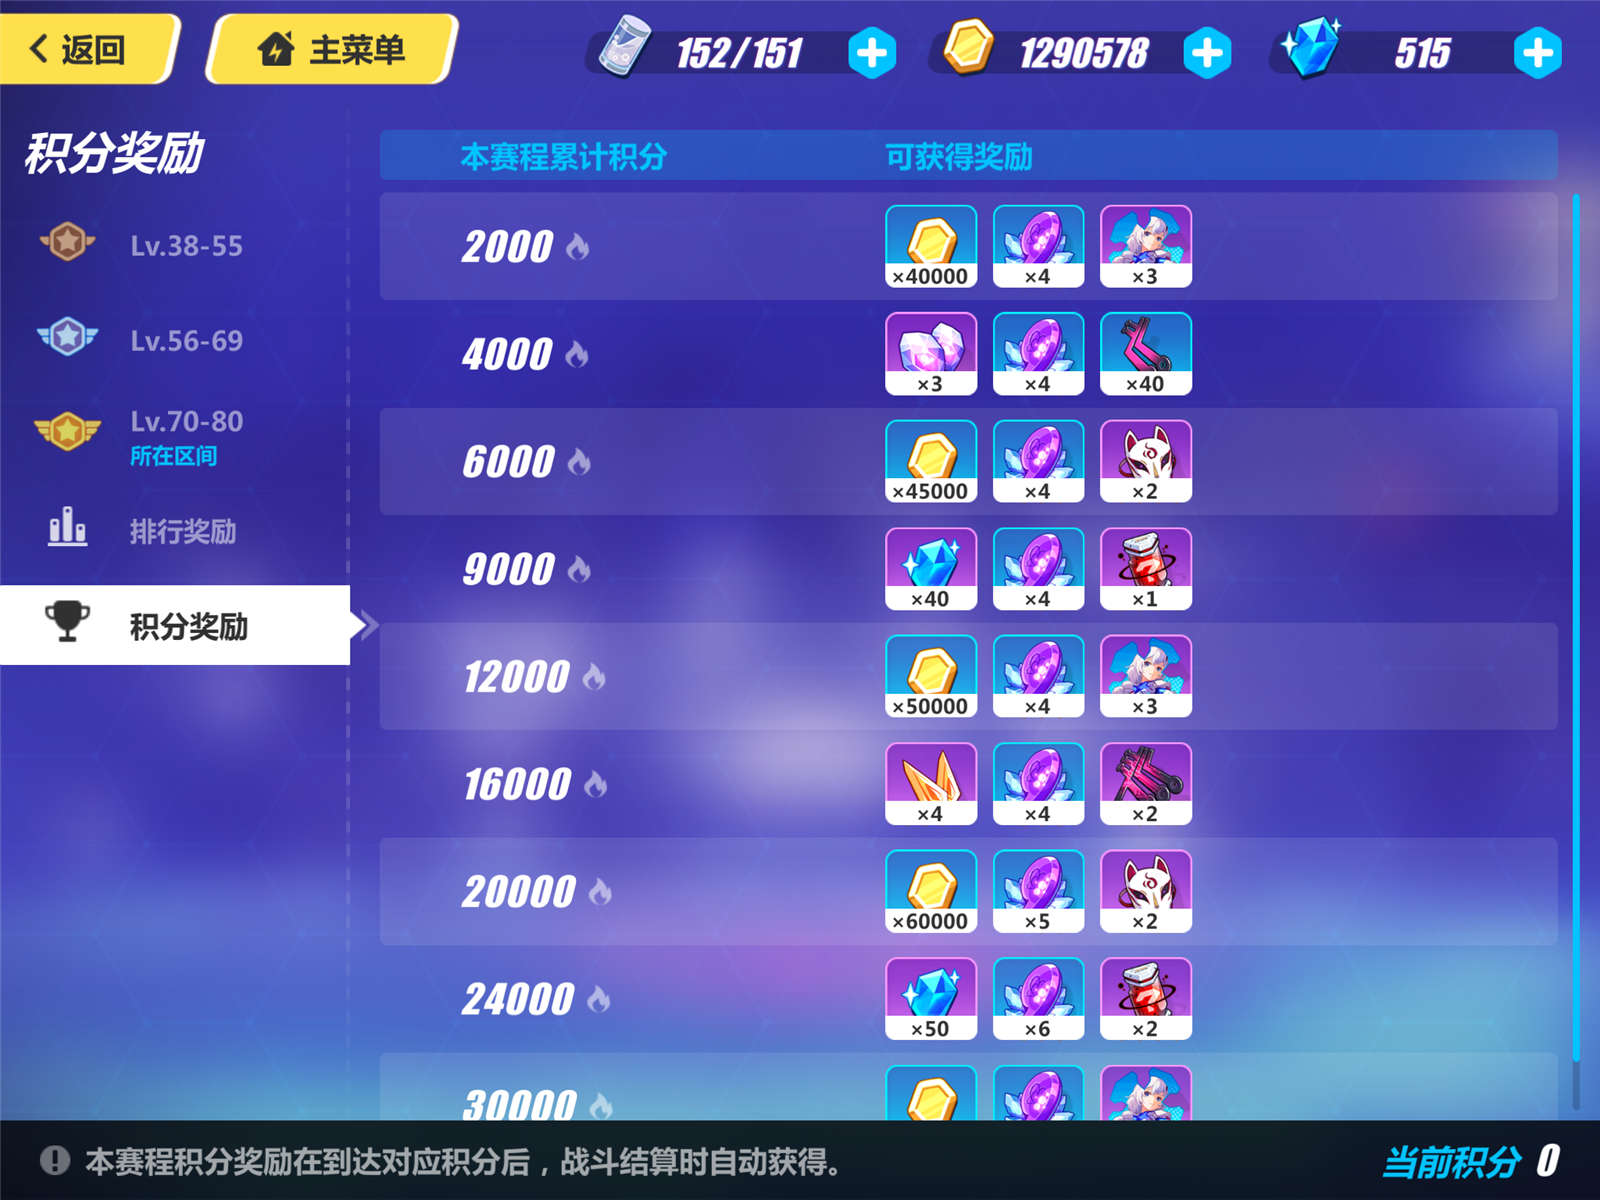 返回
主菜单
152/151
1290578
515
积分奖励
Lv.38-55
Lv.56-69
Lv.70-80
所在区间
排行奖励
积分奖励
本赛程累计积分 可获得奖励
2000 ×40000 ×4 ×3
4000 ×3 ×4 ×40
6000 ×45000 ×4 ×2
9000 ×40 ×4 ×1
12000 ×50000 ×4 ×3
16000 ×4 ×4 ×2
20000 ×60000 ×5 ×2
24000 ×50 ×6 ×2
30000
本赛程积分奖励在到达对应积分后，战斗结算时自动获得。
当前积分 0